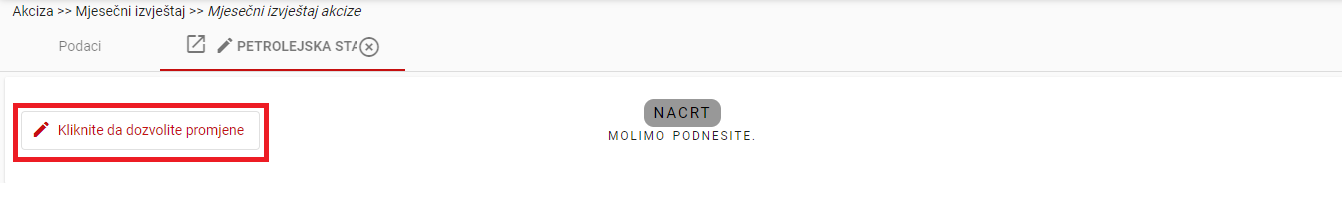 Akciza >> Mjesečni izvještaj >> Mjesečni izvještaj akcize
Podaci
PETROLEJSKA STA
NACRT
Kliknite da dozvolite promjene
MOLIMO PODNESITE.